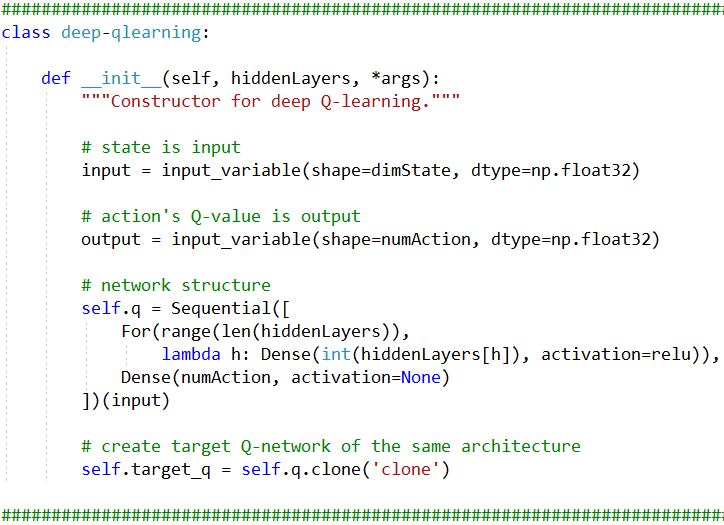 ########################################################################
class deep-qlearning:
def __init__(self, hiddenLayers, *args):
"""Constructor for deep Q-learning."""
# state is input
input = input_variable(shape=dimState, dtype=np.float32)
# action's Q-value is output
output = input_variable(shape=numAction, dtype=np.float32)
# network structure
self.q = Sequential([
For(range(len(hiddenLayers)),
lambda h: Dense(int(hiddenLayers[h]), activation=relu)),
Dense(numAction, activation=None)
])(input)
# create target Q-network of the same architecture
self.target_q = self.q.clone('clone')
########################################################################